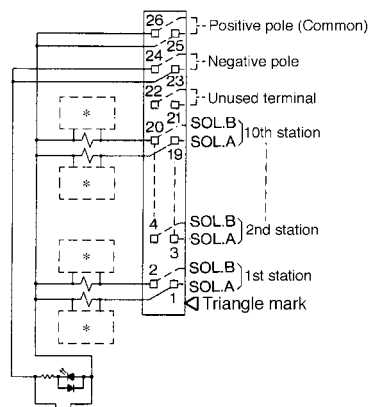 26
Positive pole (Common)
25
24
Negative pole
23
22
Unused terminal
21
20
SOL.B
10th station
SOL.A
19
*
*
4
SOL.B
2nd station
SOL.A
3
2
SOL.B
1st station
SOL.A
1
Triangle mark
*
*